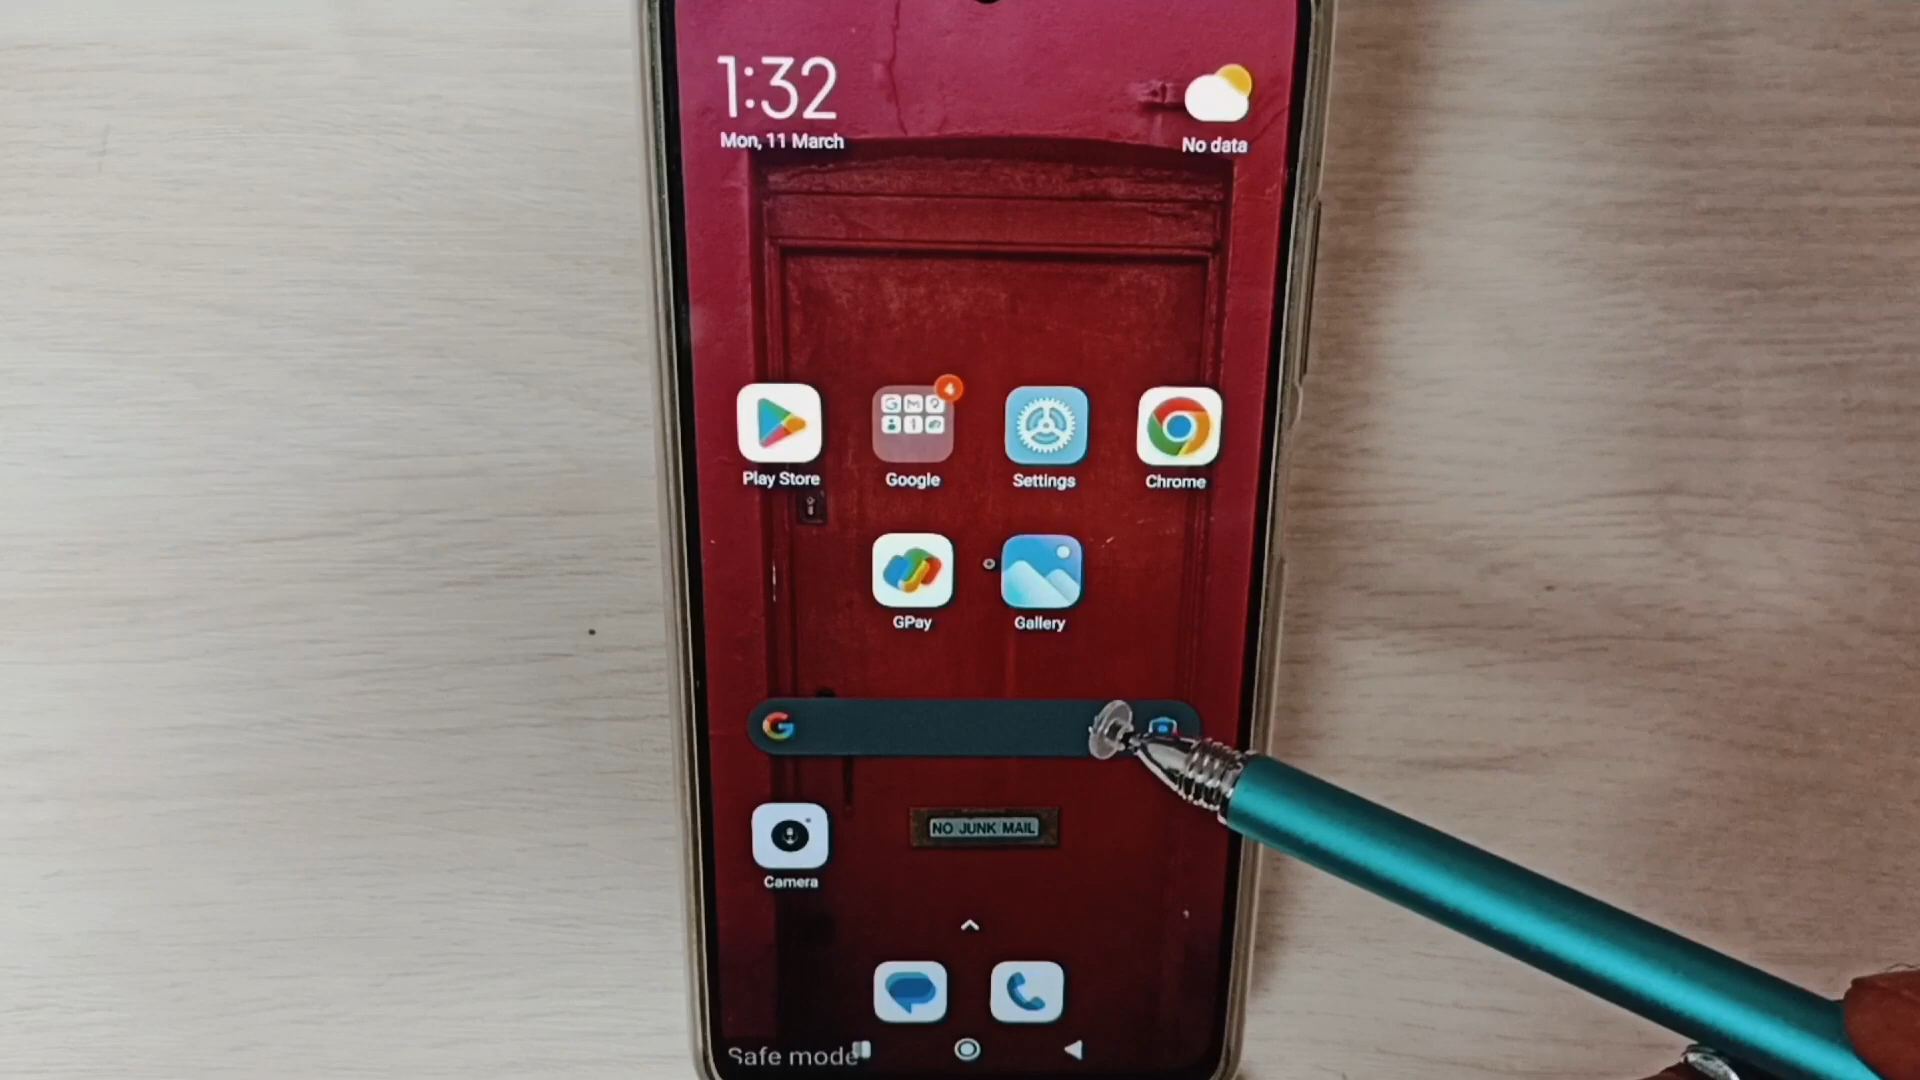 1:32
Mon, 11 March
No data
4
Play Store
Google
Settings
Chrome
GPay
Gallery
G
NO JUNK MAIL
Camera
Safe mode